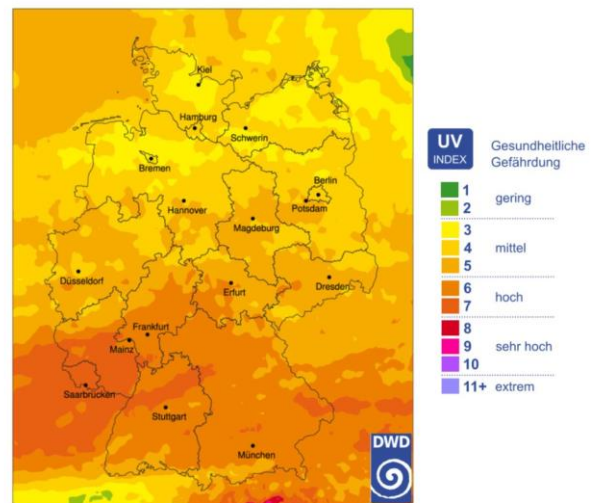 Kiel
Hamburg
Schwerin
Bremen
Berlin
Hannover
Potsdam
Magdeburg
Düsseldorf
Erfurt
Dresden
Frankfurt
Mainz
Saarbrücken
Stuttgart
München
DWD
UV INDEX
Gesundheitliche
Gefährdung
1
2
gering
3
4
mittel
5
6
hoch
7
8
9
sehr hoch
10
11+ extrem